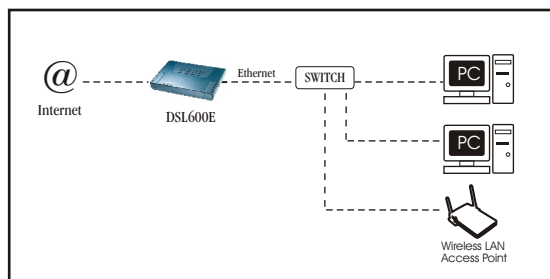 @
Internet
DSL600E
Ethernet
SWITCH
PC
PC
Wireless LAN
Access Point